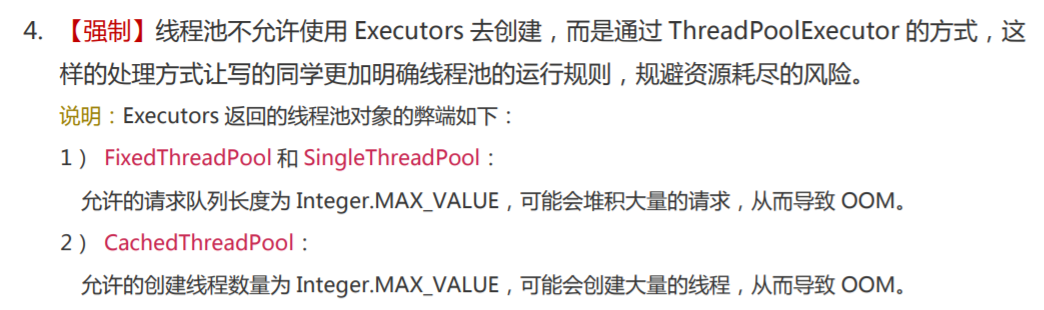 4. 【强制】线程池不允许使用 Executors 去创建，而是通过 ThreadPoolExecutor 的方式，这
样的处理方式让写的同学更加明确线程池的运行规则，规避资源耗尽的风险。
说明：Executors 返回的线程池对象的弊端如下：
1） FixedThreadPool 和 SingleThreadPool：
允许的请求队列长度为 Integer.MAX_VALUE，可能会堆积大量的请求，从而导致 OOM。
2） CachedThreadPool：
允许的创建线程数量为 Integer.MAX_VALUE，可能会创建大量的线程，从而导致 OOM。